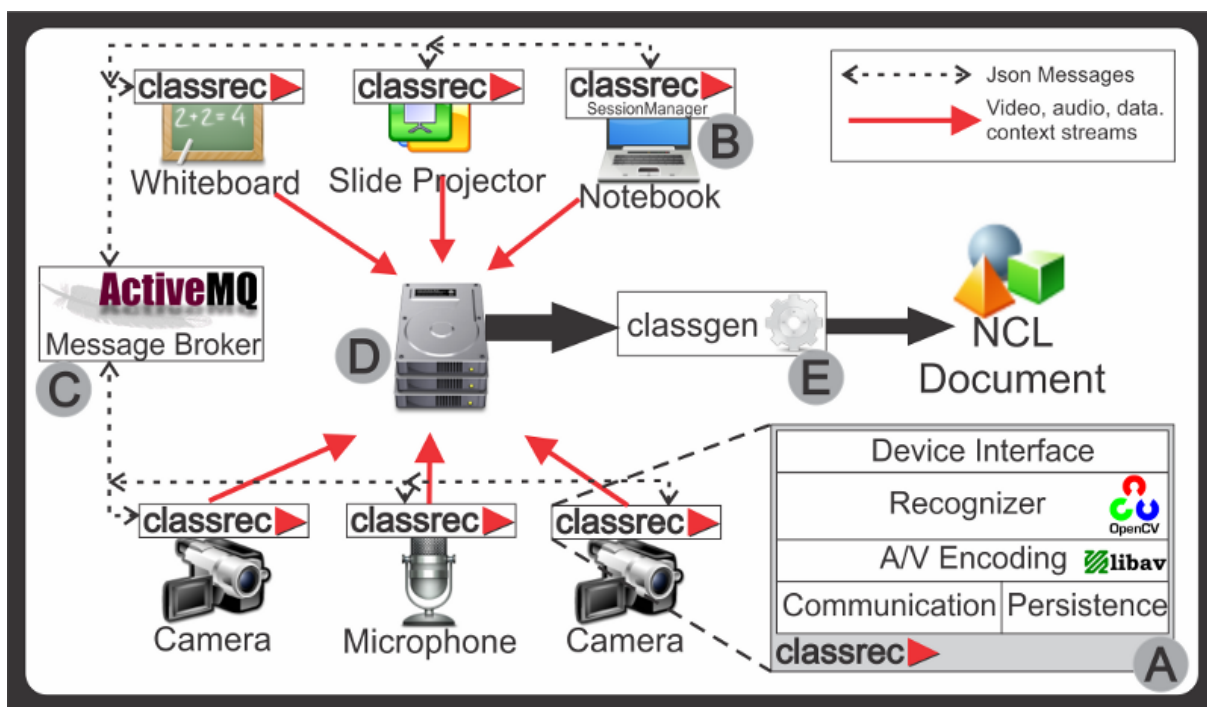 classrec
classrec
classrec
SessionManager
2+2=4
B
Whiteboard
Slide Projector
Notebook
Json Messages
Video, audio, data.
context streams
ActiveMQ
Message Broker
C
D
classgen
E
NCL
Document
classrec
classrec
classrec
Camera
Microphone
Camera
Device Interface
Recognizer
OpenCV
A/V Encoding
libav
Communication
Persistence
classrec
A